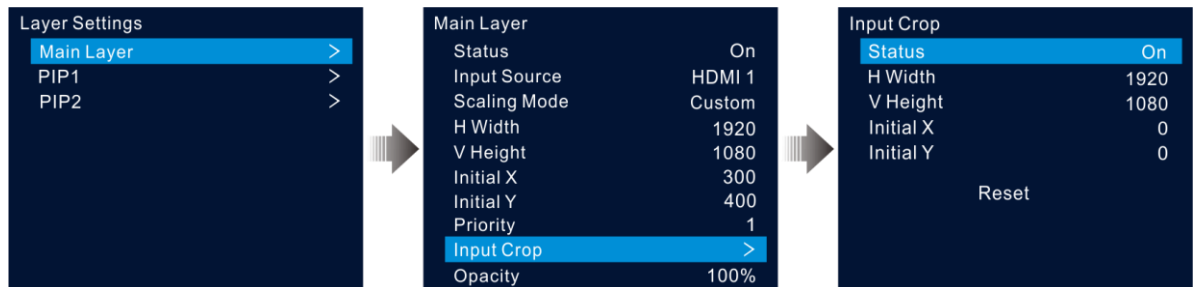 Layer Settings
Main Layer >
PIP1 >
PIP2 >
Main Layer
Status On
Input Source HDMI 1
Scaling Mode Custom
H Width 1920
V Height 1080
Initial X 300
Initial Y 400
Priority 1
Input Crop >
Opacity 100%
Input Crop
Status On
H Width 1920
V Height 1080
Initial X 0
Initial Y 0
Reset